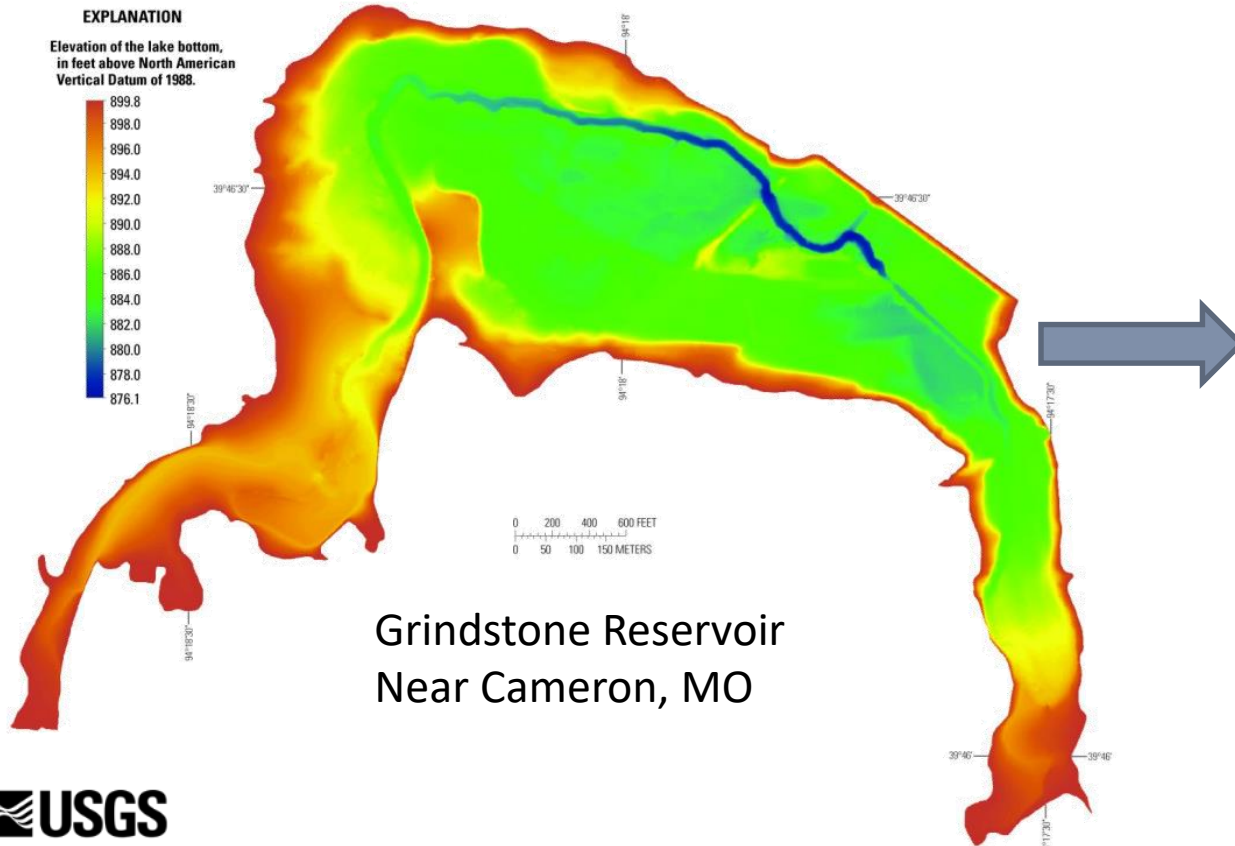 EXPLANATION
Elevation of the lake bottom,
in feet above North American
Vertical Datum of 1988.
899.8
898.0
896.0
894.0
892.0
890.0
888.0
886.0
884.0
882.0
880.0
878.0
876.1
94°18'
39°46'30"
39°46'30"
94°18'
94°17'30"
94°18'30"
0 200 400 600 FEET
0 50 100 150 METERS
94°18'30"
Grindstone Reservoir
Near Cameron, MO
39°46'
39°46'
94°17'30"
USGS